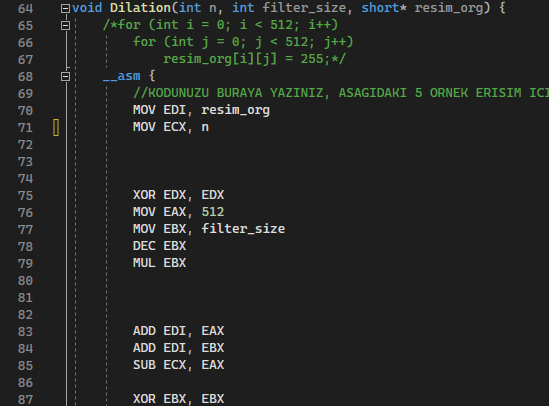 64 void Dilation(int n, int filter_size, short* resim_org) {
65 /*for (int i = 0; i < 512; i++)
66 for (int j = 0; j < 512; j++)
67 resim_org[i][j] = 255;*/
68 __asm {
69 //KODUNUZU BURAYA YAZINIZ, ASAGIDAKI 5 ORNEK ERISIM ICI
70 MOV EDI, resim_org
71 MOV ECX, n
72
73
74
75 XOR EDX, EDX
76 MOV EAX, 512
77 MOV EBX, filter_size
78 DEC EBX
79 MUL EBX
80
81
82
83 ADD EDI, EAX
84 ADD EDI, EBX
85 SUB ECX, EAX
86
87 XOR EBX, EBX